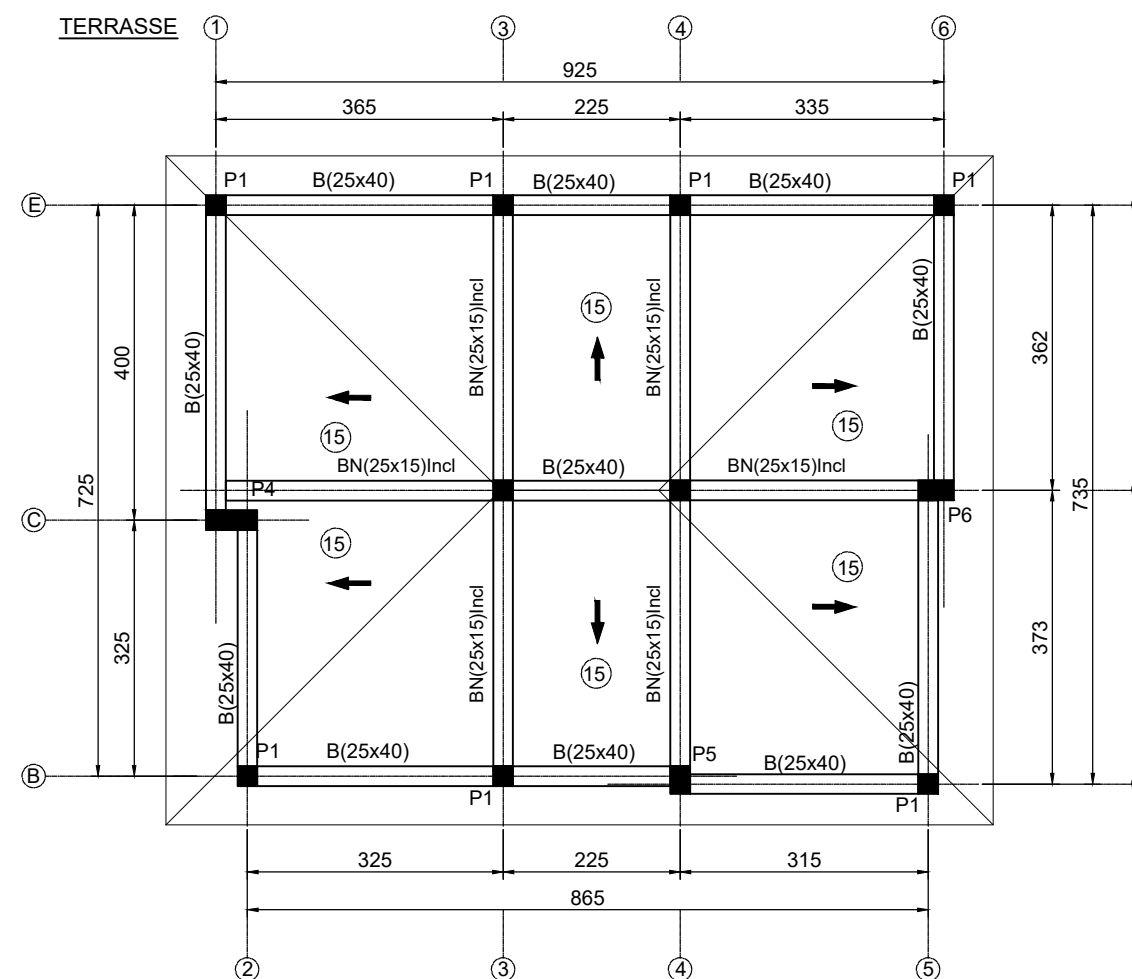 TERRASSE
1
3
4
6
925
365
225
335
P1
B(25x40)
P1
B(25x40)
P1
B(25x40)
P1
E
B(25x40)
400
725
BN(25x15)Incl
15
BN(25x15)Incl
B(25x40)
362
735
15
15
BN(25x15)Incl
B(25x40)
BN(25x15)Incl
P4
P6
C
15
15
325
B(25x40)
BN(25x15)Incl
15
BN(25x15)Incl
B(25x40)
373
P1
B(25x40)
B(25x40)
P5
B(25x40)
B
P1
P1
325
225
315
865
2
3
4
5